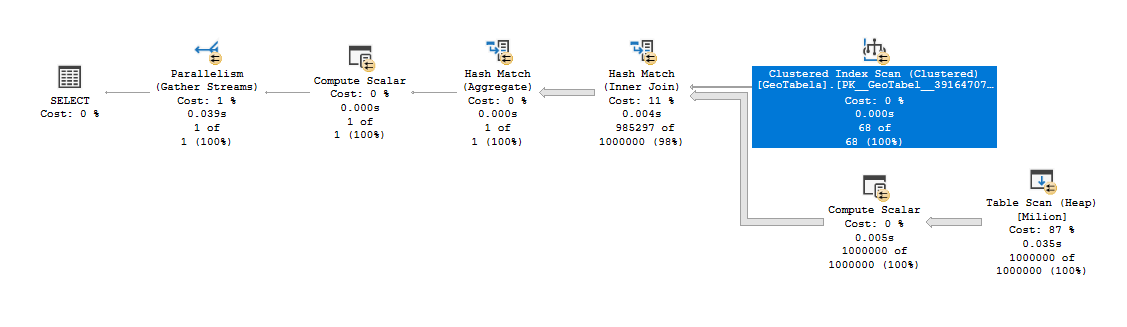 SELECT
Cost: 0 %
Parallelism
(Gather Streams)
Cost: 1 %
0.039s
1 of
1 (100%)
Compute Scalar
Cost: 0 %
0.000s
1 of
1 (100%)
Hash Match
(Aggregate)
Cost: 0 %
0.000s
1 of
1 (100%)
Hash Match
(Inner Join)
Cost: 11 %
0.004s
985297 of
1000000 (98%)
Clustered Index Scan (Clustered)
[GeoTabela].[PK__GeoTabel__39164707…
Cost: 0 %
0.000s
68 of
68 (100%)
Compute Scalar
Cost: 0 %
0.005s
1000000 of
1000000 (100%)
Table Scan (Heap)
[Milion]
Cost: 87 %
0.035s
1000000 of
1000000 (100%)